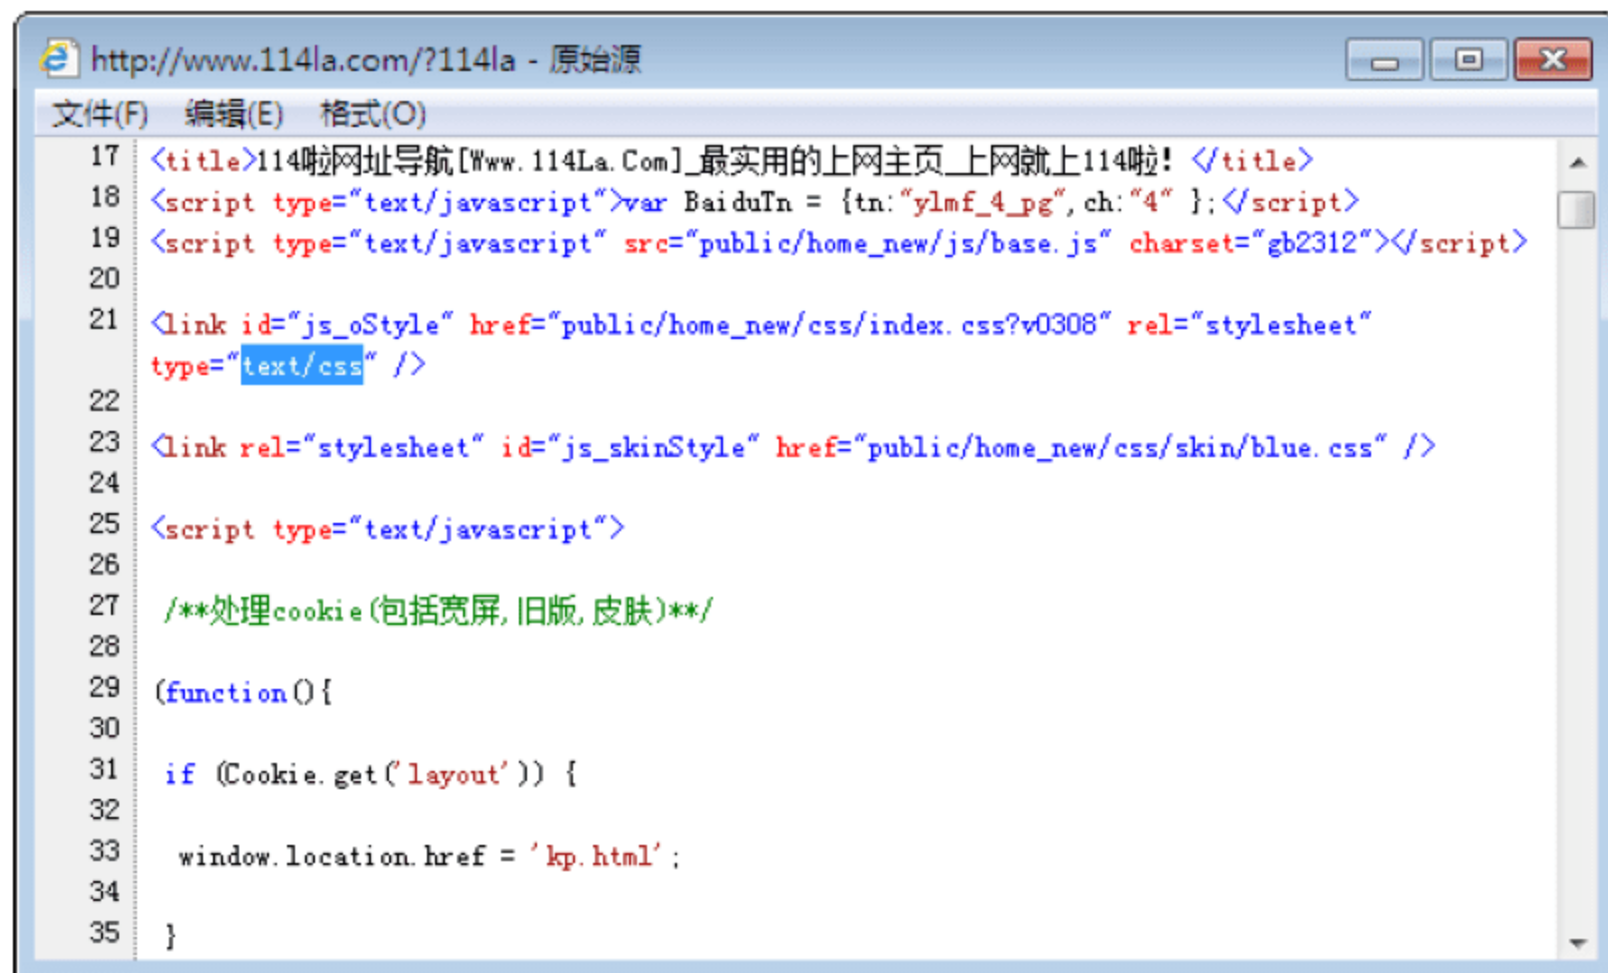 http://www.114la.com/?114la - 原始源
文件(F) 编辑(E) 格式(O)
17 <title>114啦网址导航[Www.114La.Com]_最实用的上网主页_上网就上114啦! </title>
18 <script type="text/javascript">var BaiduTn = {tn:"ylmf_4_pg",ch:"4" };</script>
19 <script type="text/javascript" src="public/home_new/js/base.js" charset="gb2312"></script>
20
21 <link id="js_oStyle" href="public/home_new/css/index.css?v0308" rel="stylesheet"
type="text/css" />
22
23 <link rel="stylesheet" id="js_skinStyle" href="public/home_new/css/skin/blue.css" />
24
25 <script type="text/javascript">
26
27 /**处理cookie(包括宽屏,旧版,皮肤)**/
28
29 (function(){
30
31 if (Cookie.get('layout')) {
32
33 window.location.href = 'kp.html';
34
35 }